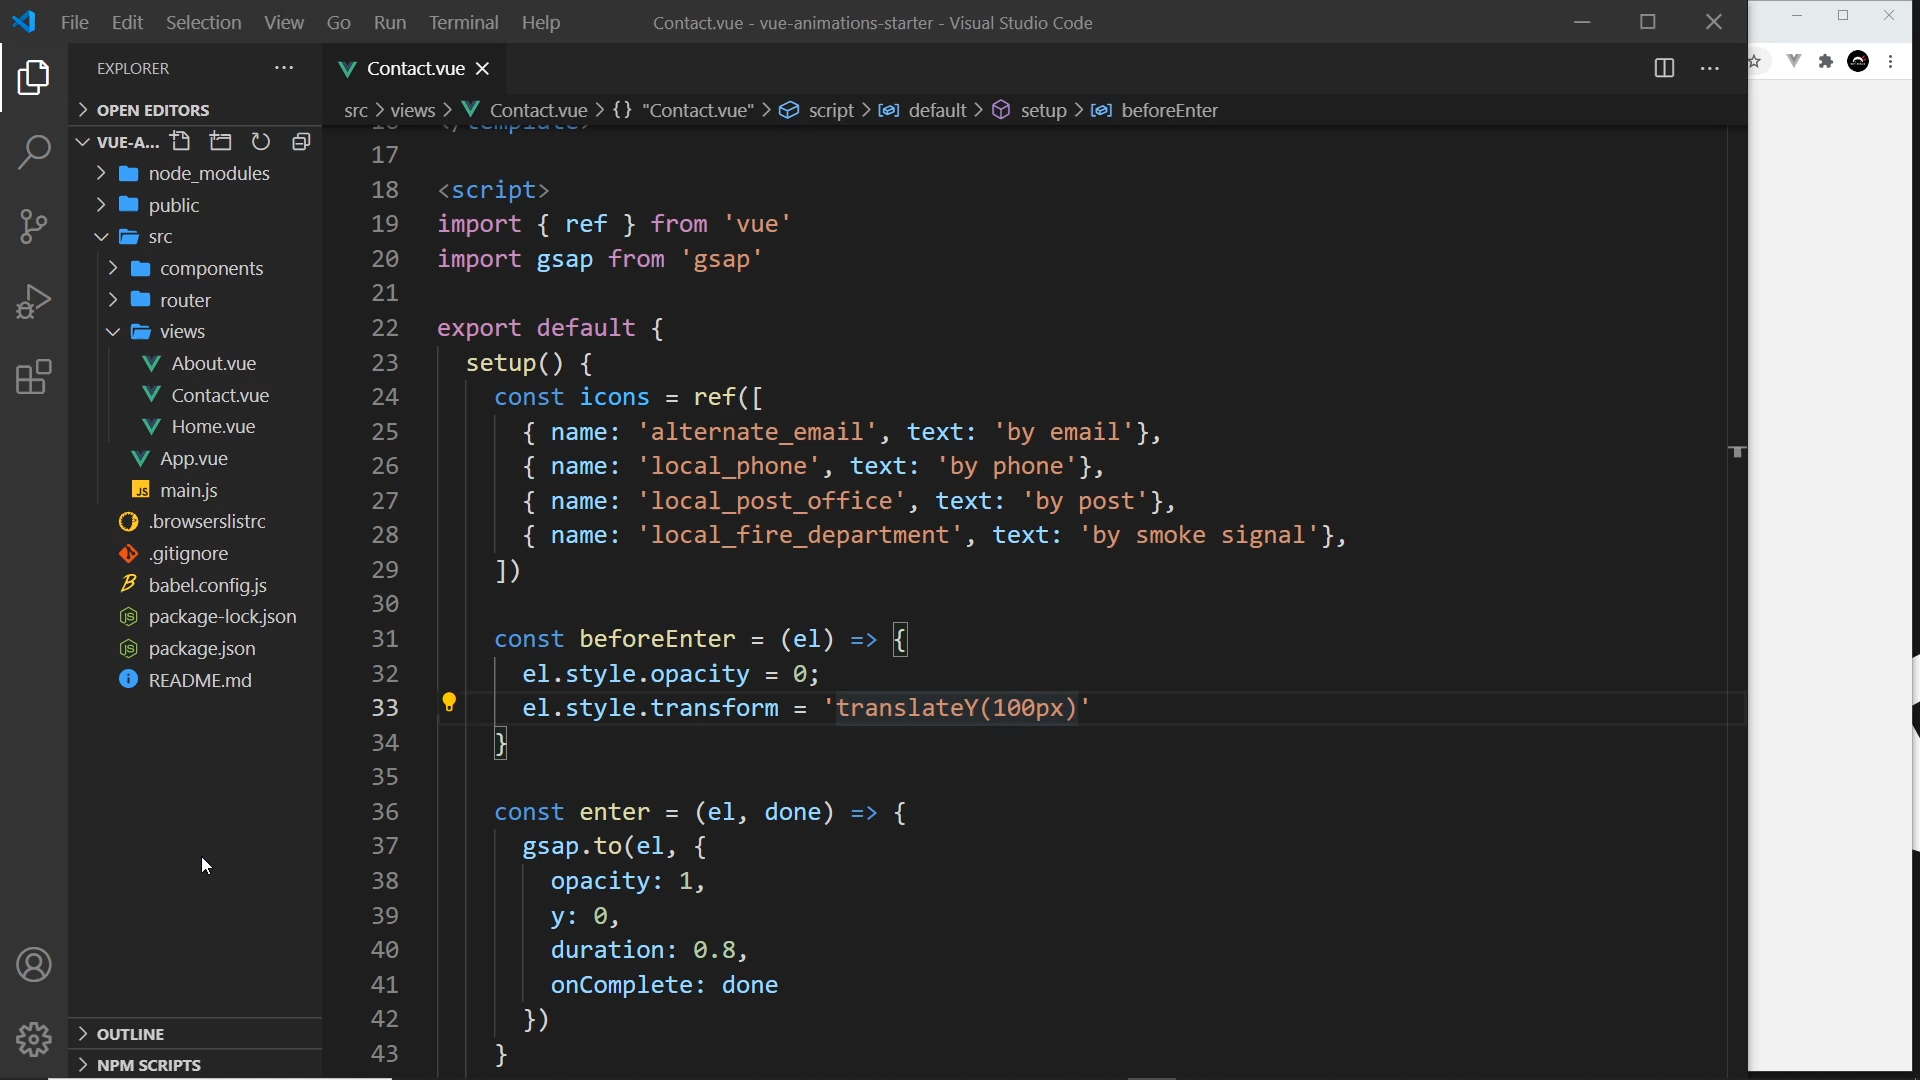 File Edit Selection View Go Run Terminal Help
Contact.vue - vue-animations-starter - Visual Studio Code
EXPLORER
OPEN EDITORS
VUE-A...
node_modules
public
src
components
router
views
About.vue
Contact.vue
Home.vue
App.vue
JS main.js
.browserslistrc
.gitignore
babel.config.js
package-lock.json
package.json
README.md
OUTLINE
NPM SCRIPTS
Contact.vue
src > views > Contact.vue > {} "Contact.vue" > script > default > setup > beforeEnter
16 </template>
17
18 <script>
19 import { ref } from 'vue'
20 import gsap from 'gsap'
21
22 export default {
23 setup() {
24 const icons = ref([
25 { name: 'alternate_email', text: 'by email'},
26 { name: 'local_phone', text: 'by phone'},
27 { name: 'local_post_office', text: 'by post'},
28 { name: 'local_fire_department', text: 'by smoke signal'},
29 ])
30
31 const beforeEnter = (el) => {
32 el.style.opacity = 0;
33 el.style.transform = 'translateY(100px)'
34 }
35
36 const enter = (el, done) => {
37 gsap.to(el, {
38 opacity: 1,
39 y: 0,
40 duration: 0.8,
41 onComplete: done
42 })
43 }